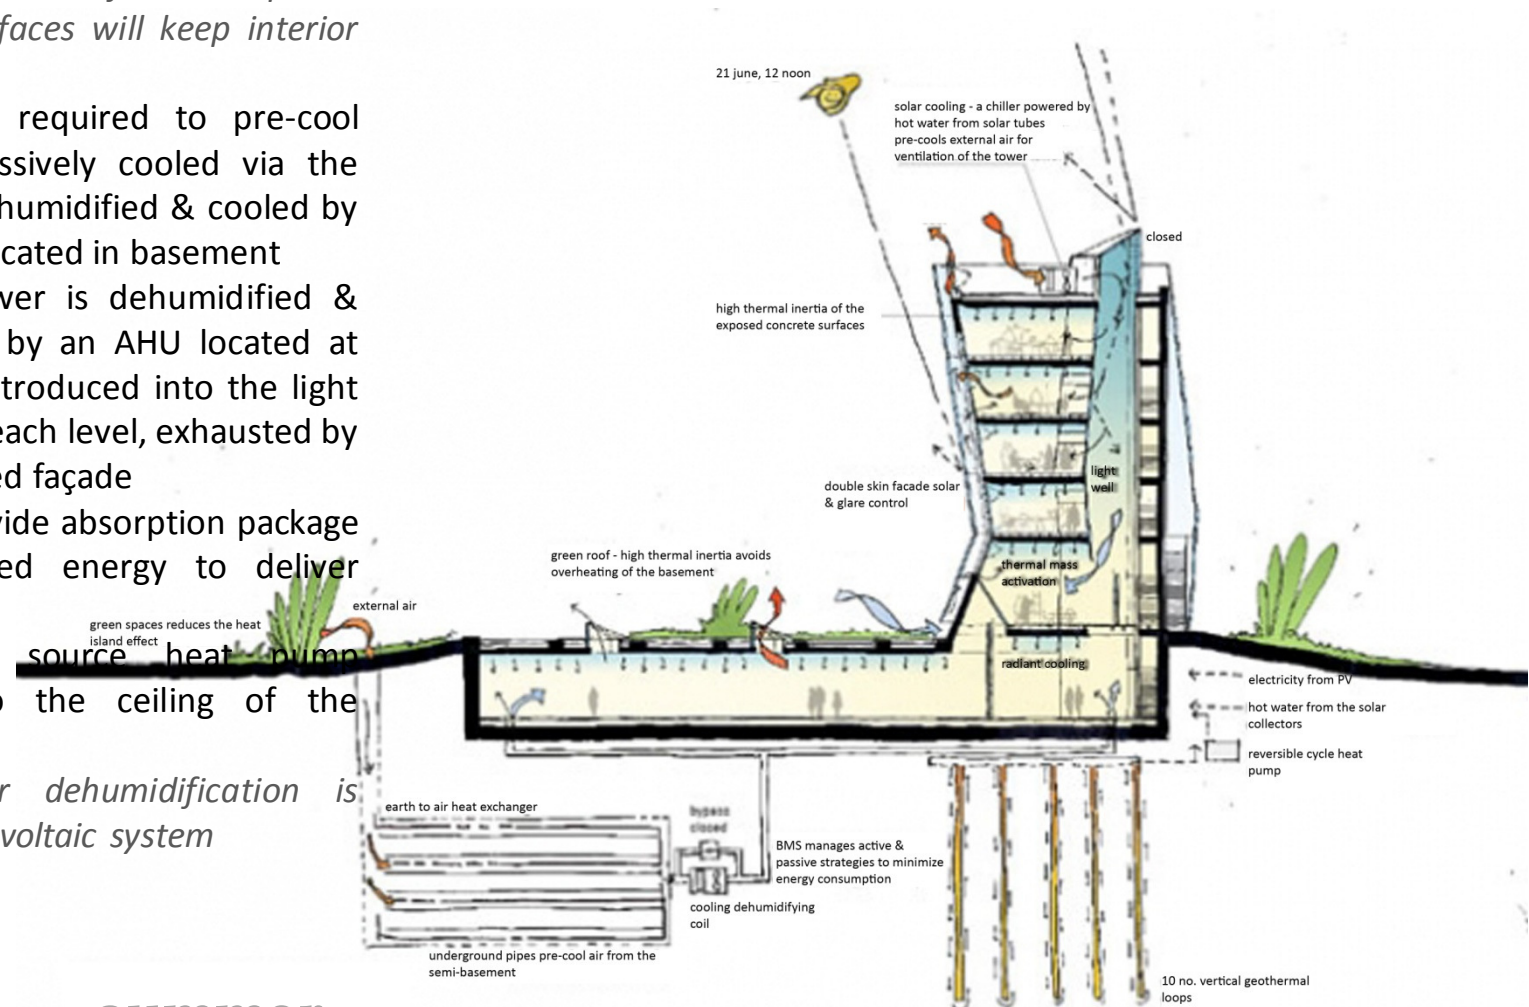 faces will keep interior
required to pre-cool
ssively cooled via the
humidified & cooled by
cated in basement
wer is dehumidified &
by an AHU located at
ntroduced into the light
each level, exhausted by
ed façade
vide absorption package
ed energy to deliver
source heat pump
o the ceiling of the
r dehumidification is
voltaic system
21 june, 12 noon
solar cooling - a chiller powered by
hot water from solar tubes
pre-cools external air for
ventilation of the tower
closed
high thermal inertia of the
exposed concrete surfaces
double skin facade solar
& glare control
light
well
green roof - high thermal inertia avoids
overheating of the basement
thermal mass
activation
external air
green spaces reduces the heat
island effect
radiant cooling
electricity from PV
hot water from the solar
collectors
reversible cycle heat
pump
earth to air heat exchanger
bypass
closed
BMS manages active &
passive strategies to minimize
energy consumption
cooling dehumidifying
coil
underground pipes pre-cool air from the
semi-basement
10 no. vertical geothermal
loops